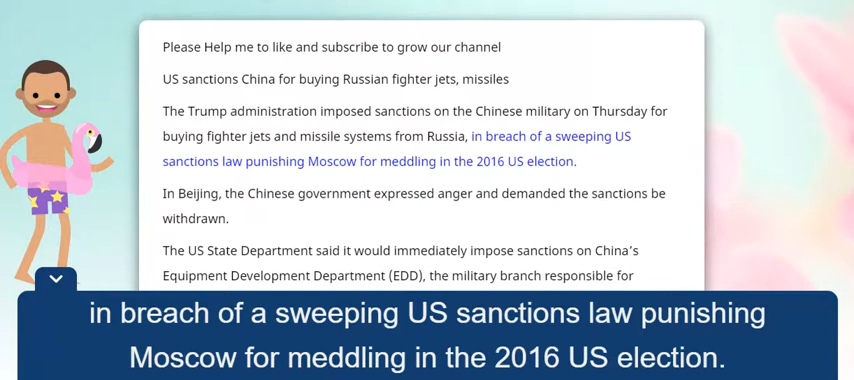 Please Help me to like and subscribe to grow our channel
US sanctions China for buying Russian fighter jets, missiles
The Trump administration imposed sanctions on the Chinese military on Thursday for
buying fighter jets and missile systems from Russia, in breach of a sweeping US
sanctions law punishing Moscow for meddling in the 2016 US election.
In Beijing, the Chinese government expressed anger and demanded the sanctions be
withdrawn.
The US State Department said it would immediately impose sanctions on China's
Equipment Development Department (EDD), the military branch responsible for
in breach of a sweeping US sanctions law punishing
Moscow for meddling in the 2016 US election.